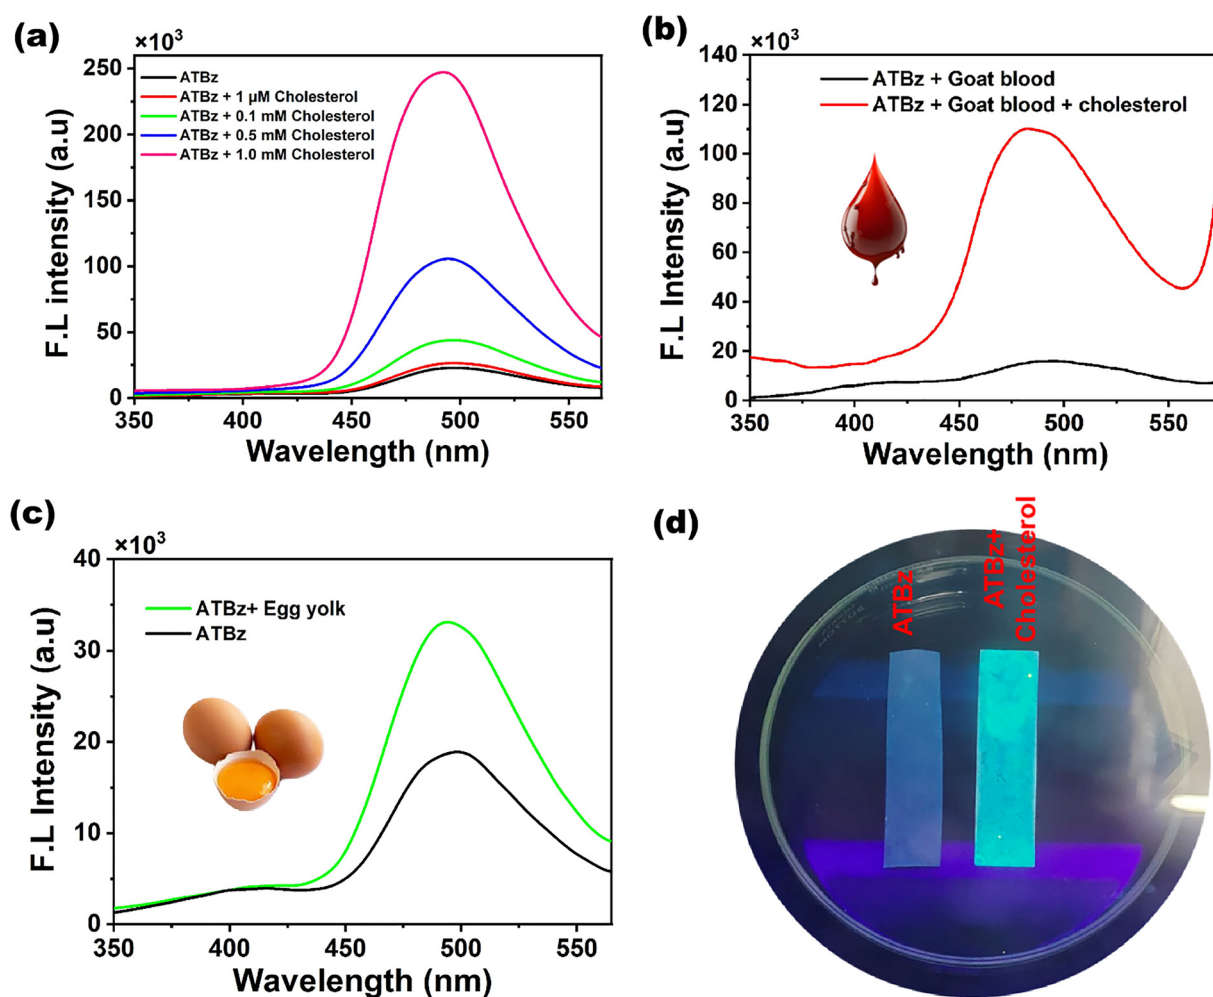 (a)
×10³
250
200
150
100
50
0
F.L intensity (a.u)
ATBz
ATBz + 1 µM Cholesterol
ATBz + 0.1 mM Cholesterol
ATBz + 0.5 mM Cholesterol
ATBz + 1.0 mM Cholesterol
350
400
450
500
550
Wavelength (nm)
(b)
×10³
140
120
100
80
60
40
20
0
F.L Intensity (a.u)
ATBz + Goat blood
ATBz + Goat blood + cholesterol
350
400
450
500
550
Wavelength (nm)
(c)
×10³
40
30
20
10
0
F.L Intensity (a.u)
ATBz+ Egg yolk
ATBz
350
400
450
500
550
Wavelength (nm)
(d)
ATBz
ATBz+
Cholesterol